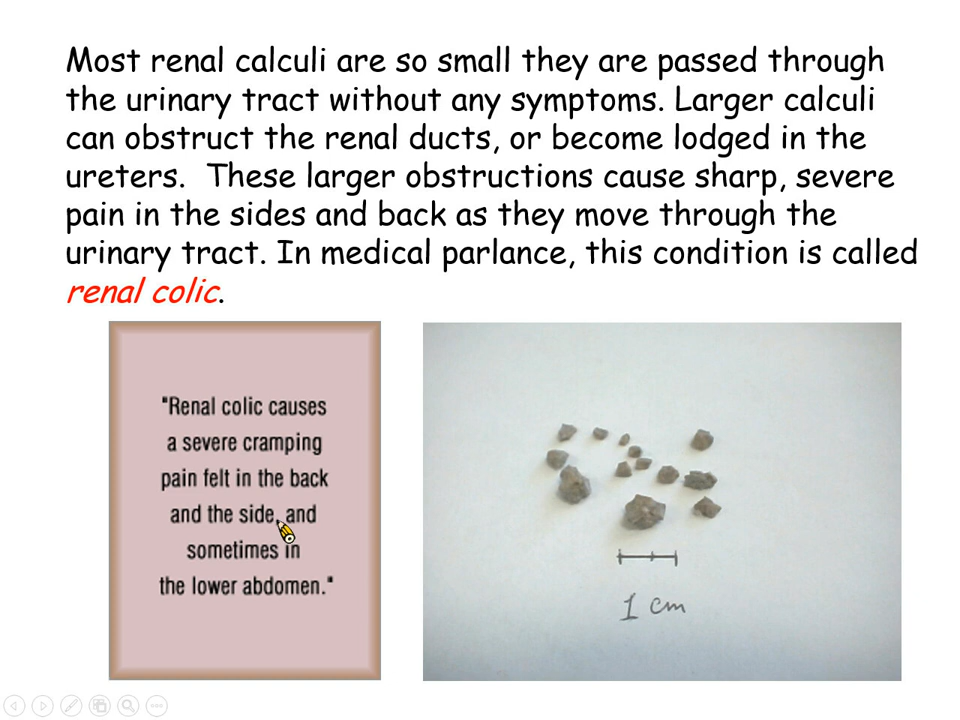 Most renal calculi are so small they are passed through
the urinary tract without any symptoms. Larger calculi
can obstruct the renal ducts, or become lodged in the
ureters.  These larger obstructions cause sharp, severe
pain in the sides and back as they move through the
urinary tract. In medical parlance, this condition is called
renal colic.
"Renal colic causes
a severe cramping
pain felt in the back
and the side, and
sometimes in
the lower abdomen."
1 cm